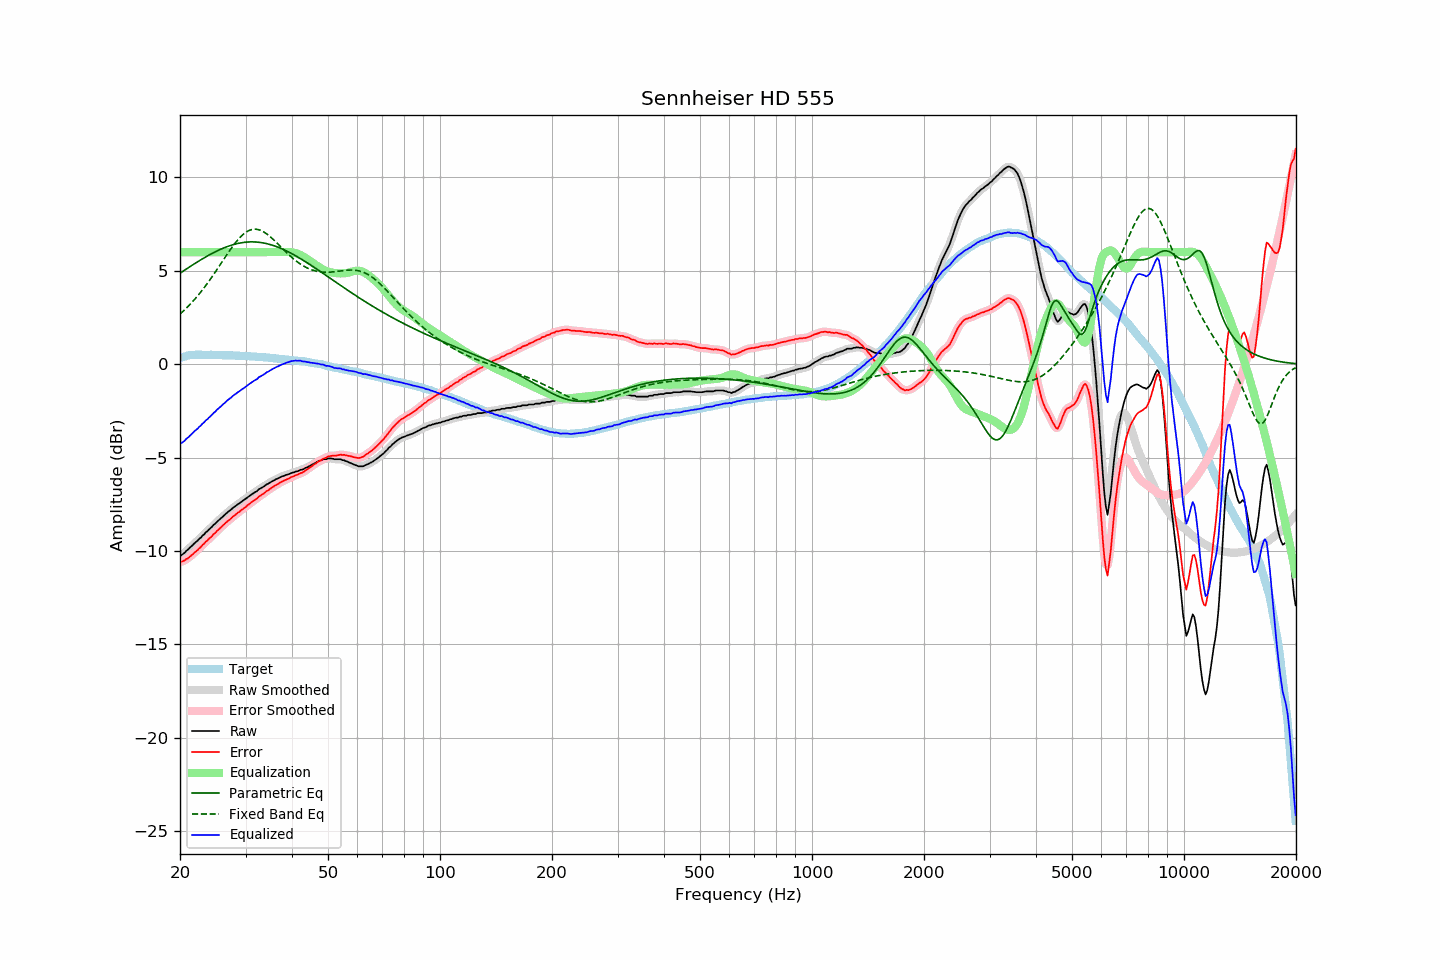 Sennheiser HD 555
Amplitude (dBr)
10
5
0
−5
−10
−15
−20
−25
Target
Raw Smoothed
Error Smoothed
Raw
Error
Equalization
Parametric Eq
Fixed Band Eq
Equalized
20 50 100 200 500 1000 2000 5000 10000 20000
Frequency (Hz)